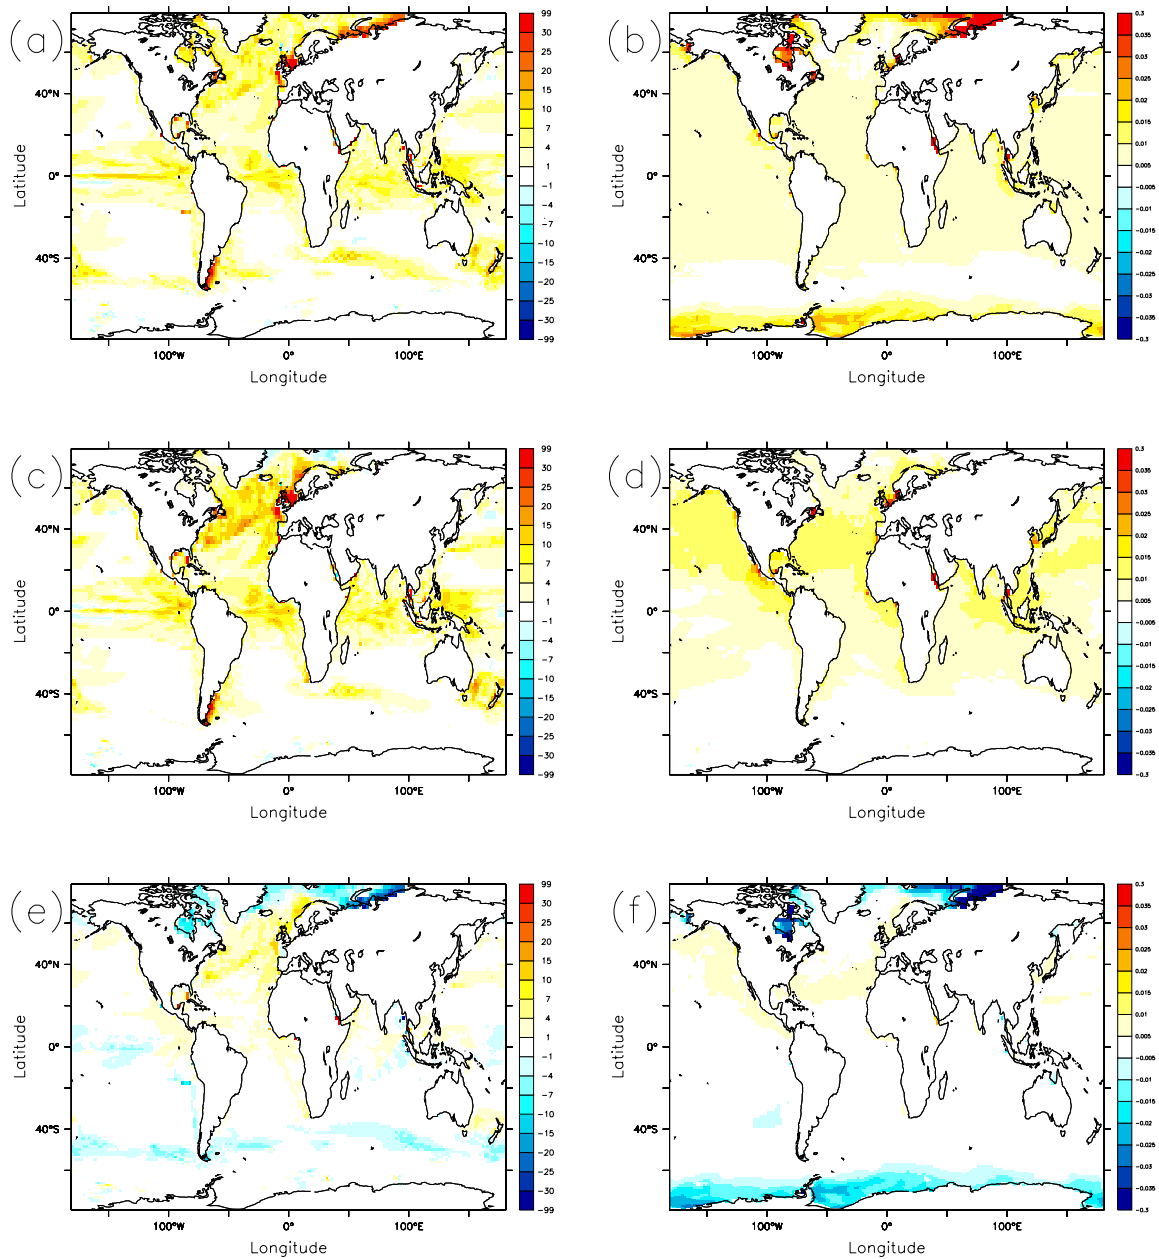 (a)
Latitude
40°N
0°
40°S
100°W
0°
100°E
Longitude
99
30
25
20
15
10
7
4
1
-1
-4
-7
-10
-15
-20
-25
-30
-99
(b)
Latitude
40°N
0°
40°S
100°W
0°
100°E
Longitude
0.3
0.035
0.03
0.025
0.02
0.015
0.01
0.005
-0.005
-0.01
-0.015
-0.02
-0.025
-0.03
-0.035
-0.3
(c)
Latitude
40°N
0°
40°S
100°W
0°
100°E
Longitude
99
30
25
20
15
10
7
4
1
-1
-4
-7
-10
-15
-20
-25
-30
-99
(d)
Latitude
40°N
0°
40°S
100°W
0°
100°E
Longitude
0.3
0.035
0.03
0.025
0.02
0.015
0.01
0.005
-0.005
-0.01
-0.015
-0.02
-0.025
-0.03
-0.035
-0.3
(e)
Latitude
40°N
0°
40°S
100°W
0°
100°E
Longitude
99
30
25
20
15
10
7
4
1
-1
-4
-7
-10
-15
-20
-25
-30
-99
(f)
Latitude
40°N
0°
40°S
100°W
0°
100°E
Longitude
0.3
0.035
0.03
0.025
0.02
0.015
0.01
0.005
-0.005
-0.01
-0.015
-0.02
-0.025
-0.03
-0.035
-0.3